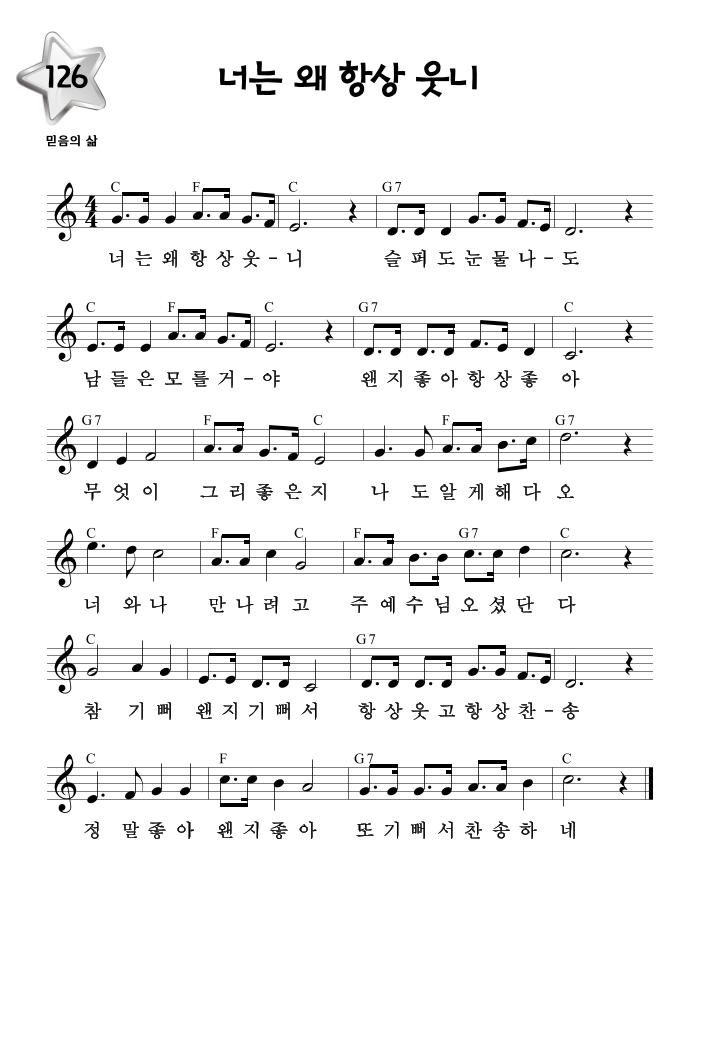 126
너는 왜 항상 웃니
믿음의 삶
C F C G7
너 는 왜 항 상 웃 - 니 슬 퍼 도 눈 물 나 - 도
C F C G7 C
남 들 은 모 를 거 - 야 왠 지 좋 아 항 상 좋 아
G7 F C F G7
무 엇 이 그 리 좋 은 지 나 도 알 게 해 다 오
C F C F G7 C
너 와 나 만 나 려 고 주 예 수 님 오 셨 단 다
C G7
참 기 뻐 왠 지 기 뻐 서 항 상 웃 고 항 상 찬 - 송
C F G7 C
정 말 좋 아 왠 지 좋 아 또 기 뻐 서 찬 송 하 네